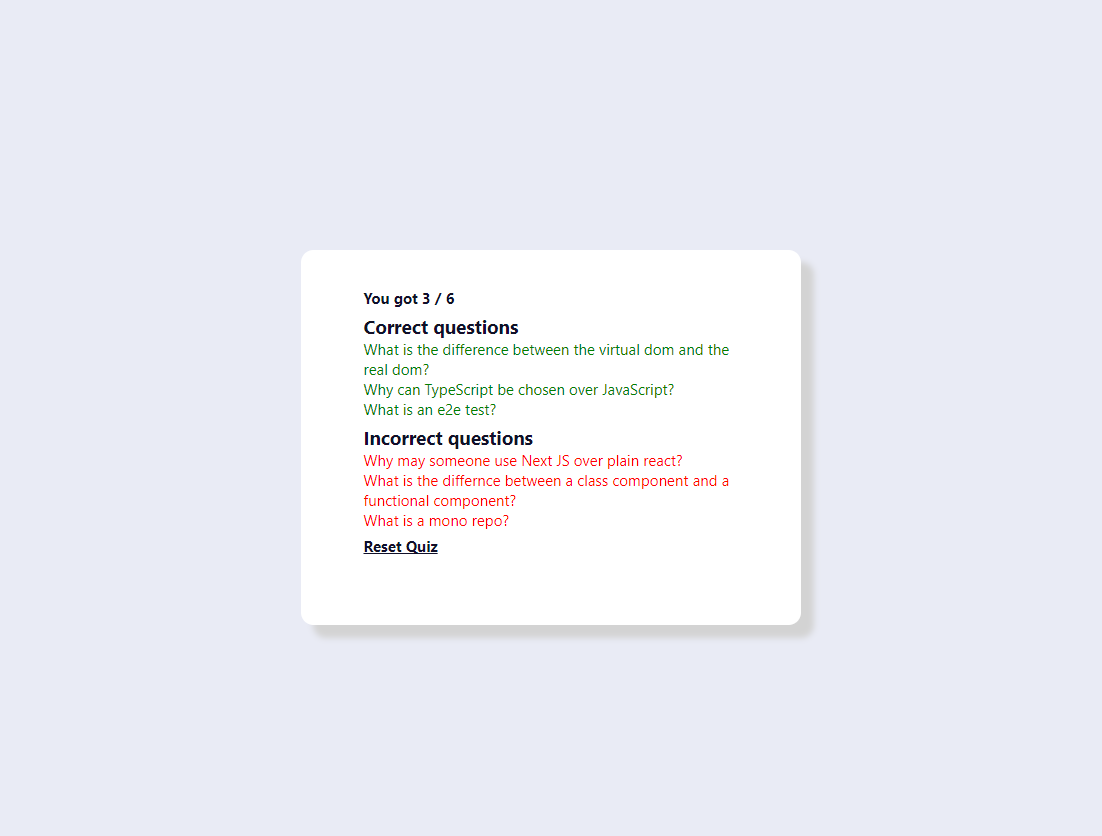 You got 3 / 6
Correct questions
What is the difference between the virtual dom and the
real dom?
Why can TypeScript be chosen over JavaScript?
What is an e2e test?
Incorrect questions
Why may someone use Next JS over plain react?
What is the differnce between a class component and a
functional component?
What is a mono repo?
Reset Quiz